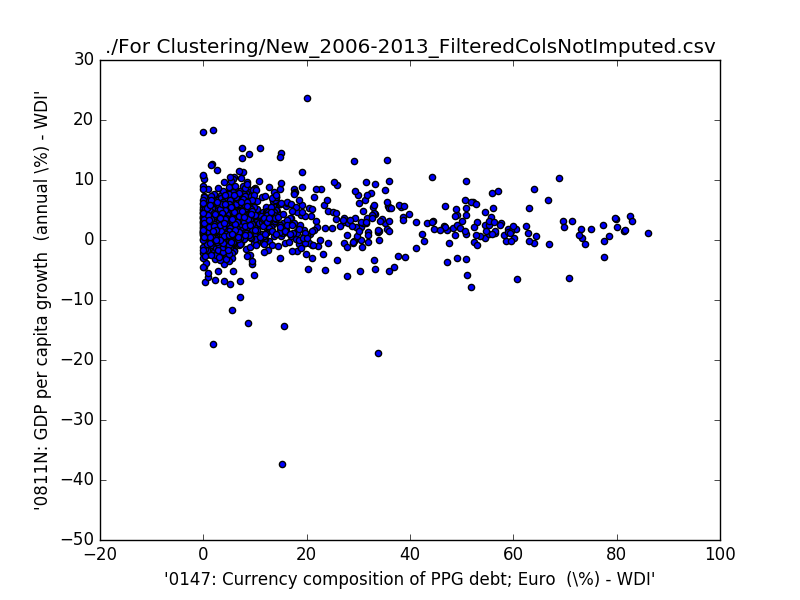 ./For Clustering/New_2006-2013_FilteredColsNotImputed.csv
30
20
10
0
−10
−20
−30
−40
−50
'0811N: GDP per capita growth  (annual \%) - WDI'
−20 0 20 40 60 80 100
'0147: Currency composition of PPG debt; Euro  (\%) - WDI'